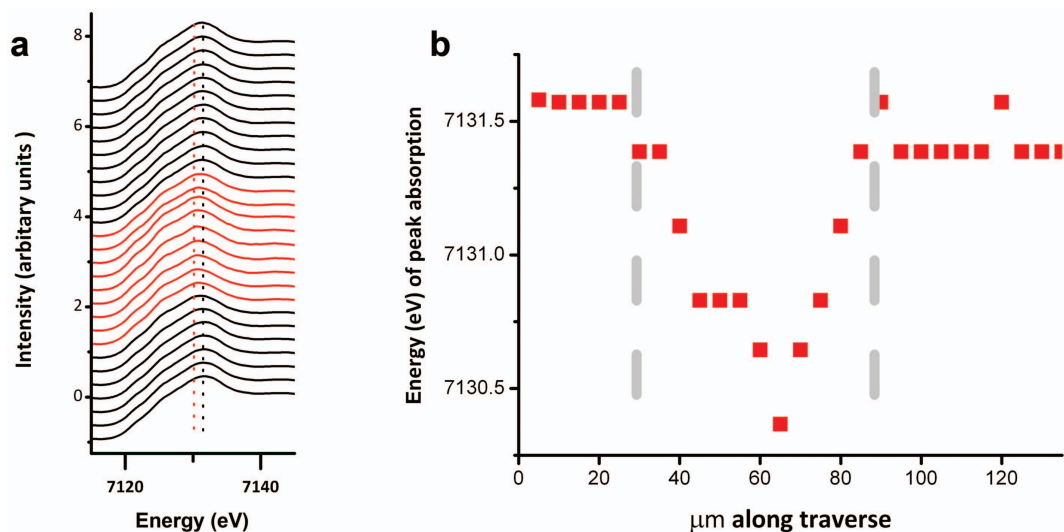 a
8
6
4
2
0
7120 7140
Intensity (arbitary units )
Energy (eV)
b
7131.5
7131.0
7130.5
0 20 40 60 80 100 120
Energy (eV) of peak absorption
μm along traverse